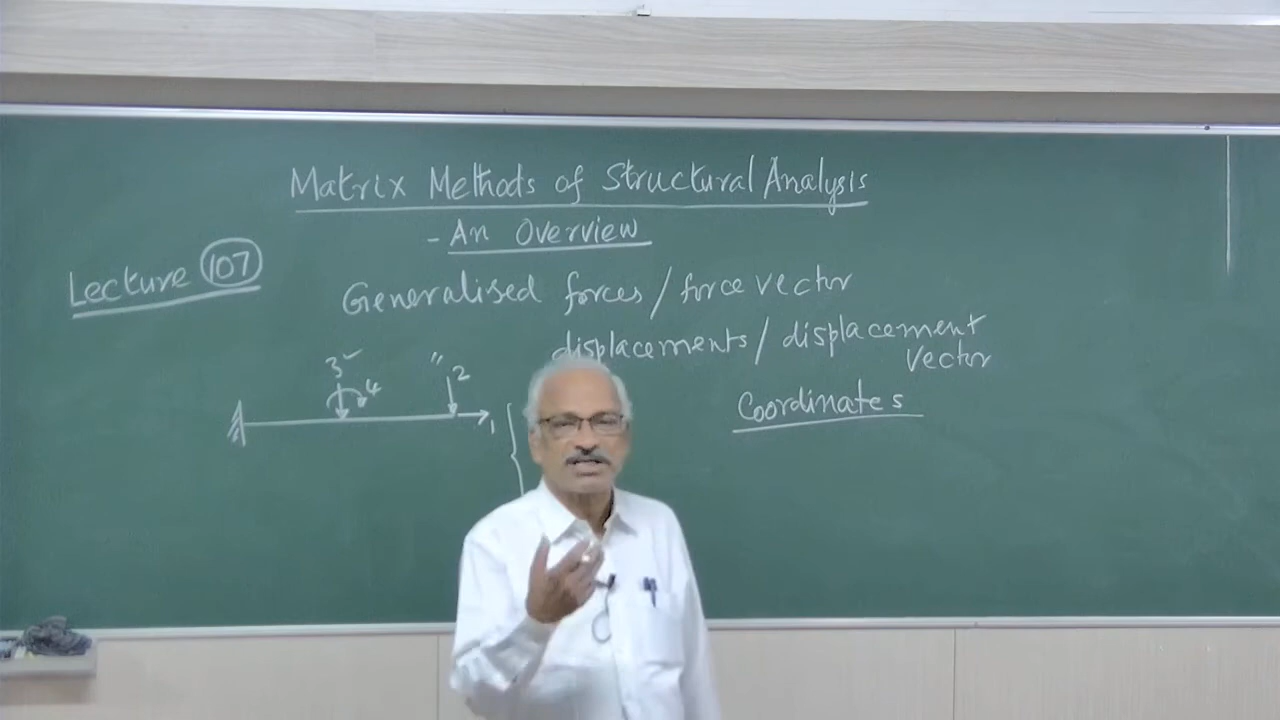 Matrix Methods of Structural Analysis
- An Overview
Lecture 107
Generalised forces / force vector
displacements / displacement
vector
Coordinates
3
4
2
1